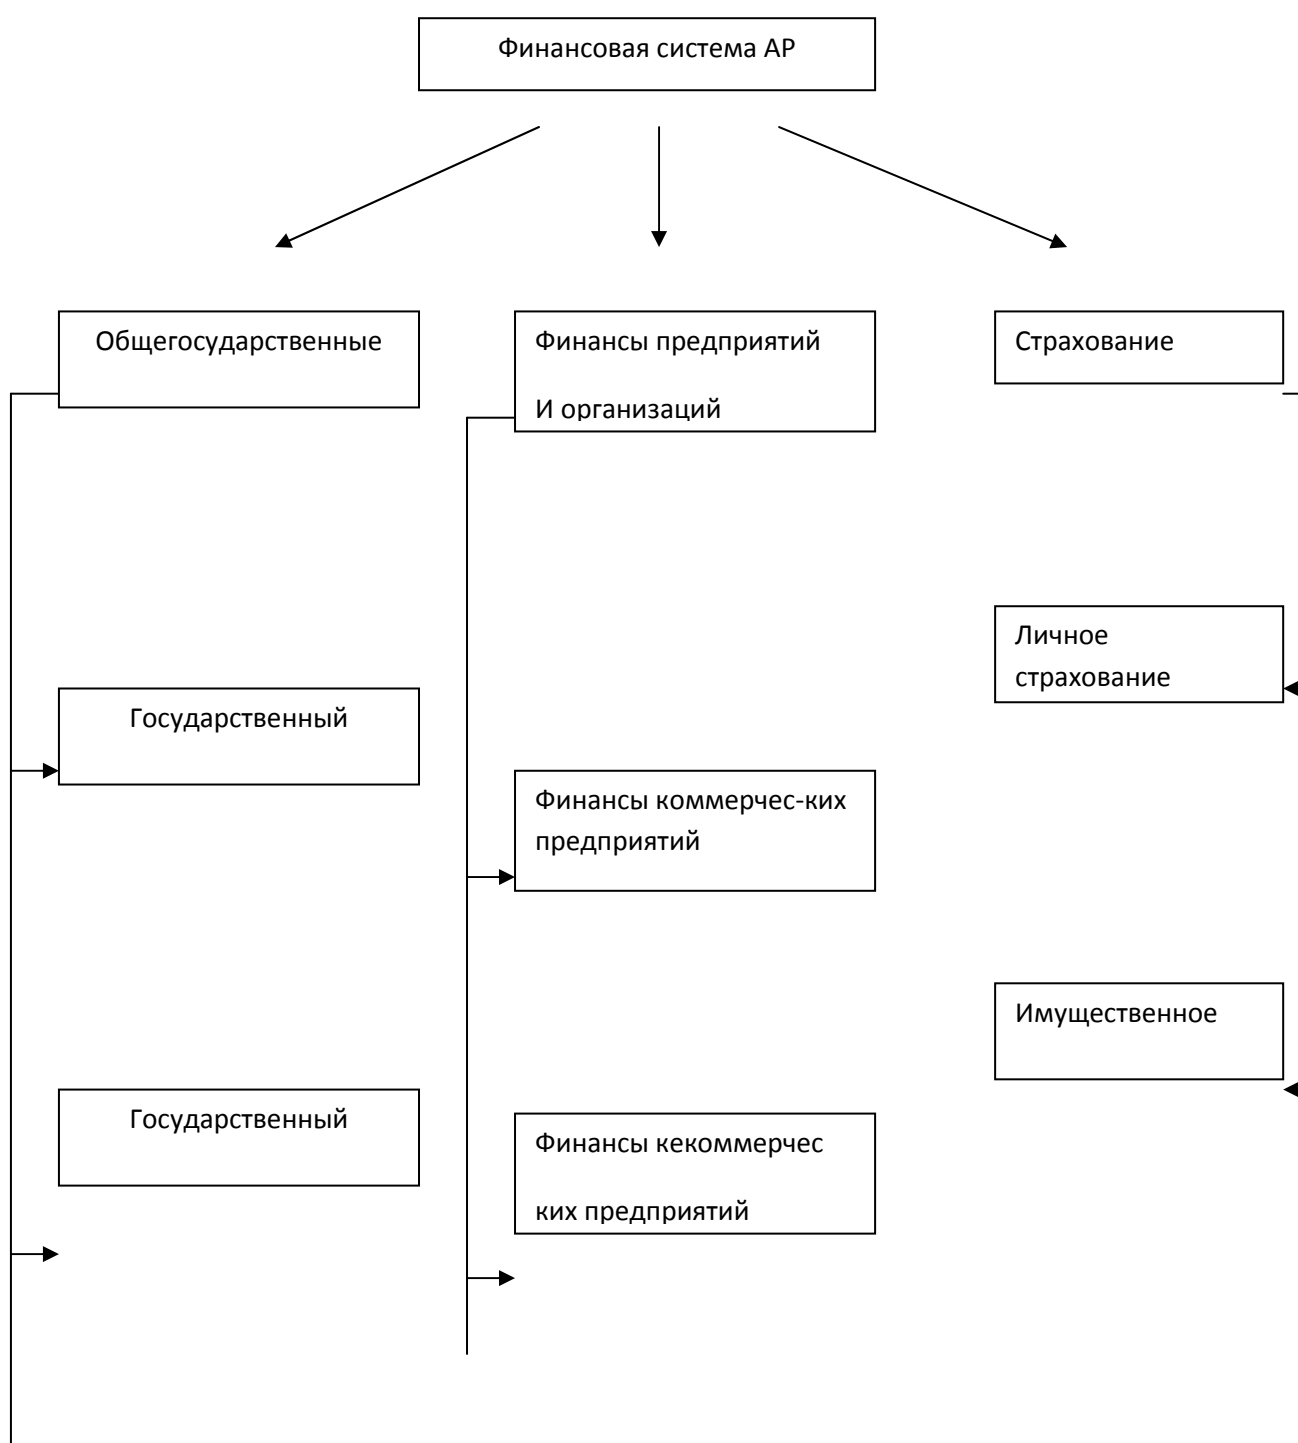 Финансовая система АР
Общегосударственные
Финансы предприятий
И организаций
Страхование
Личное
страхование
Государственный
Финансы коммерчес-ких
предприятий
Имущественное
Государственный
Финансы кекоммерчес
ких предприятий